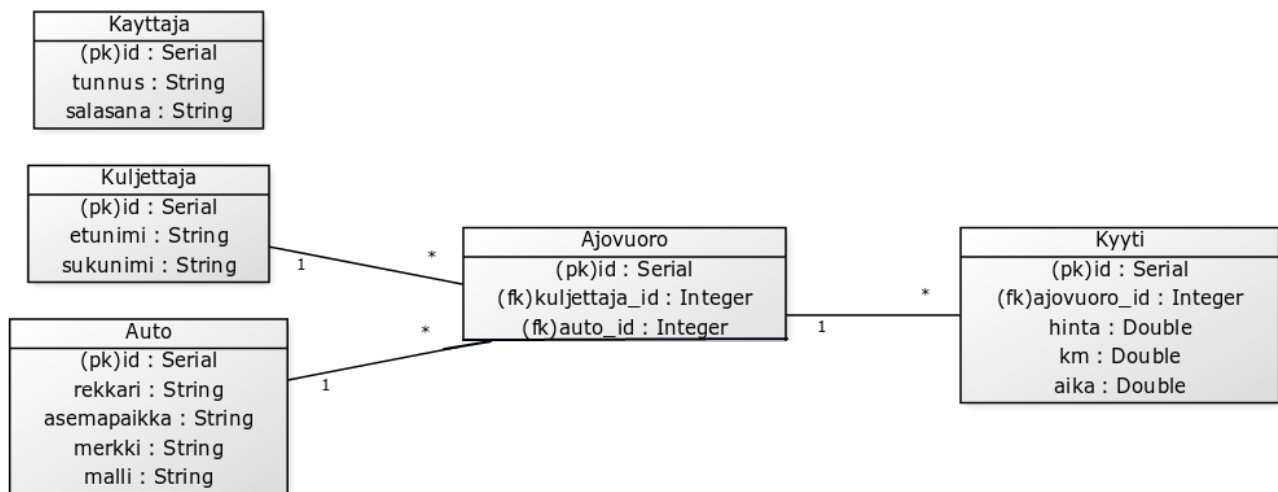 Kayttaja
(pk)id : Serial
tunnus : String
salasana : String
Kuljettaja
(pk)id : Serial
etunimi : String
sukunimi : String
1
*
Auto
(pk)id : Serial
rekkari : String
asemapaikka : String
merkki : String
malli : String
1
*
Ajovuoro
(pk)id : Serial
(fk)kuljettaja_id : Integer
(fk)auto_id : Integer
1
*
Kyyti
(pk)id : Serial
(fk)ajovuoro_id : Integer
hinta : Double
km : Double
aika : Double